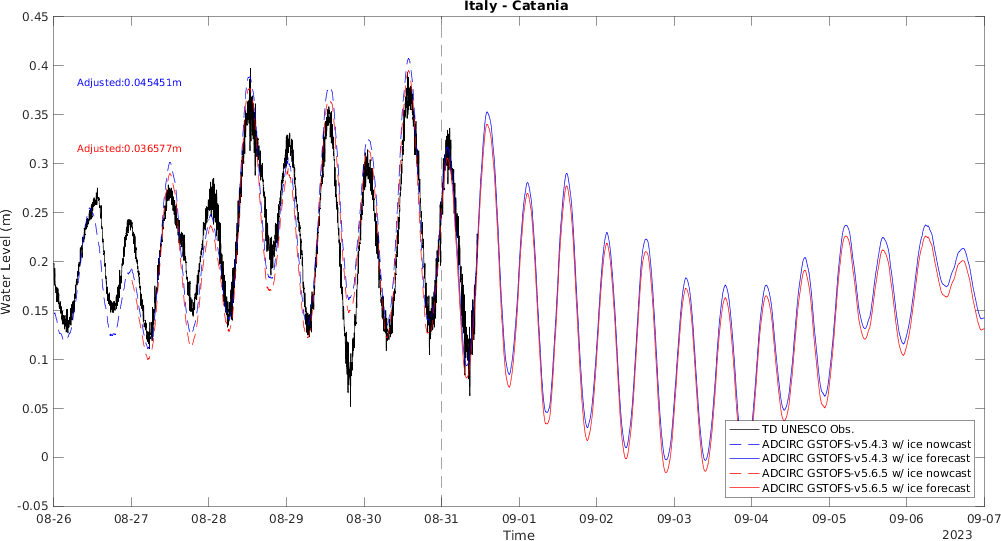 Italy - Catania
0.45
0.4
0.35
0.3
0.25
0.2
0.15
0.1
0.05
0
-0.05
Water Level (m)
Adjusted:0.045451m
Adjusted:0.036577m
TD UNESCO Obs.
ADCIRC GSTOFS-v5.4.3 w/ ice nowcast
ADCIRC GSTOFS-v5.4.3 w/ ice forecast
ADCIRC GSTOFS-v5.6.5 w/ ice nowcast
ADCIRC GSTOFS-v5.6.5 w/ ice forecast
08-26 08-27 08-28 08-29 08-30 08-31 09-01 09-02 09-03 09-04 09-05 09-06 09-07
Time
2023